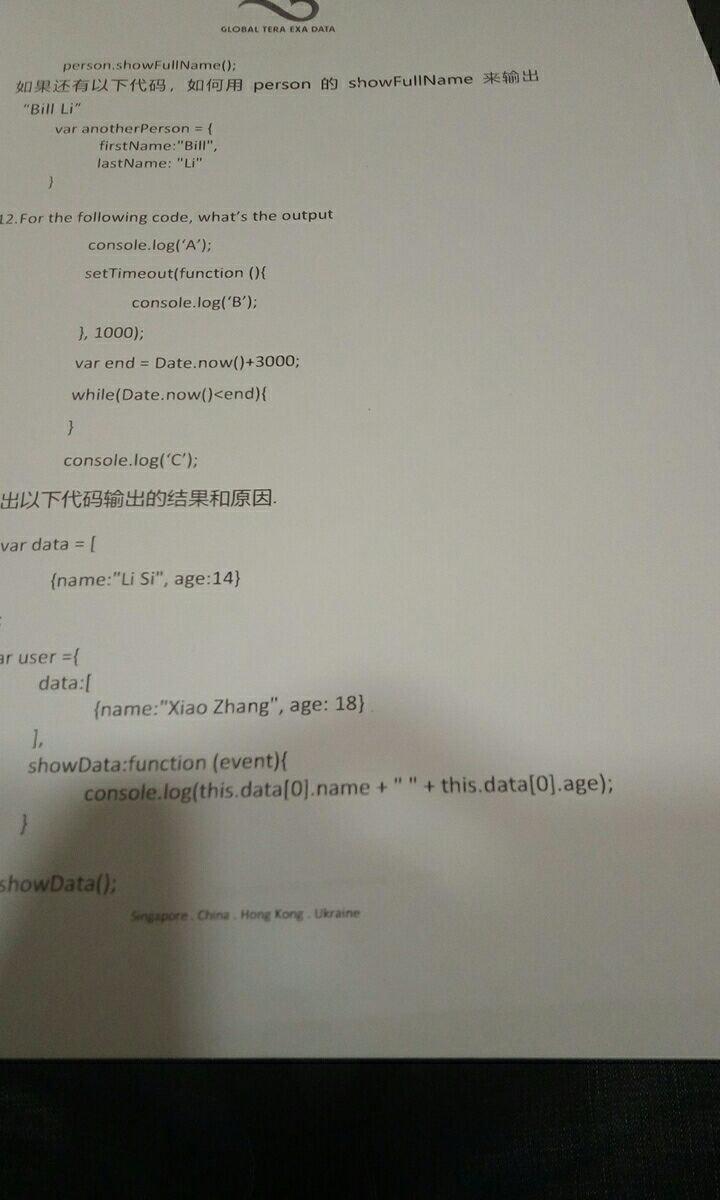 GLOBAL TERA EXA DATA
person.showFullName();
如果还有以下代码，如何用 person 的 showFullName 来输出
“Bill Li”
var anotherPerson = {
firstName:"Bill",
lastName: "Li"
}
12.For the following code, what’s the output
console.log(‘A’);
setTimeout(function (){
console.log(‘B’);
}, 1000);
var end = Date.now()+3000;
while(Date.now()<end){
}
console.log(‘C’);
出以下代码输出的结果和原因.
var data = [
{name:"Li Si", age:14}
ar user ={
data:[
{name:"Xiao Zhang", age: 18}
],
showData:function (event){
console.log(this.data[0].name + " " + this.data[0].age);
}
showData();
Singapore . China . Hong Kong . Ukraine